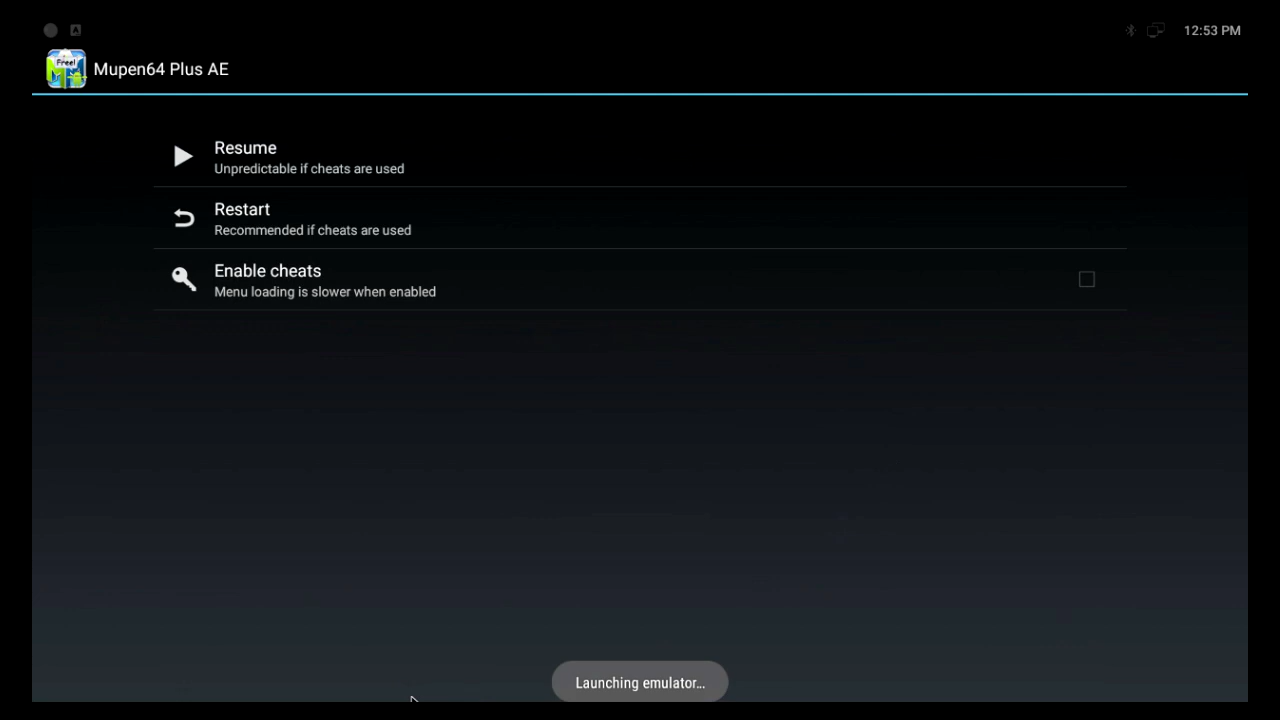 12:53 PM
Free!
Mupen64 Plus AE
Resume
Unpredictable if cheats are used
Restart
Recommended if cheats are used
Enable cheats
Menu loading is slower when enabled
Launching emulator...